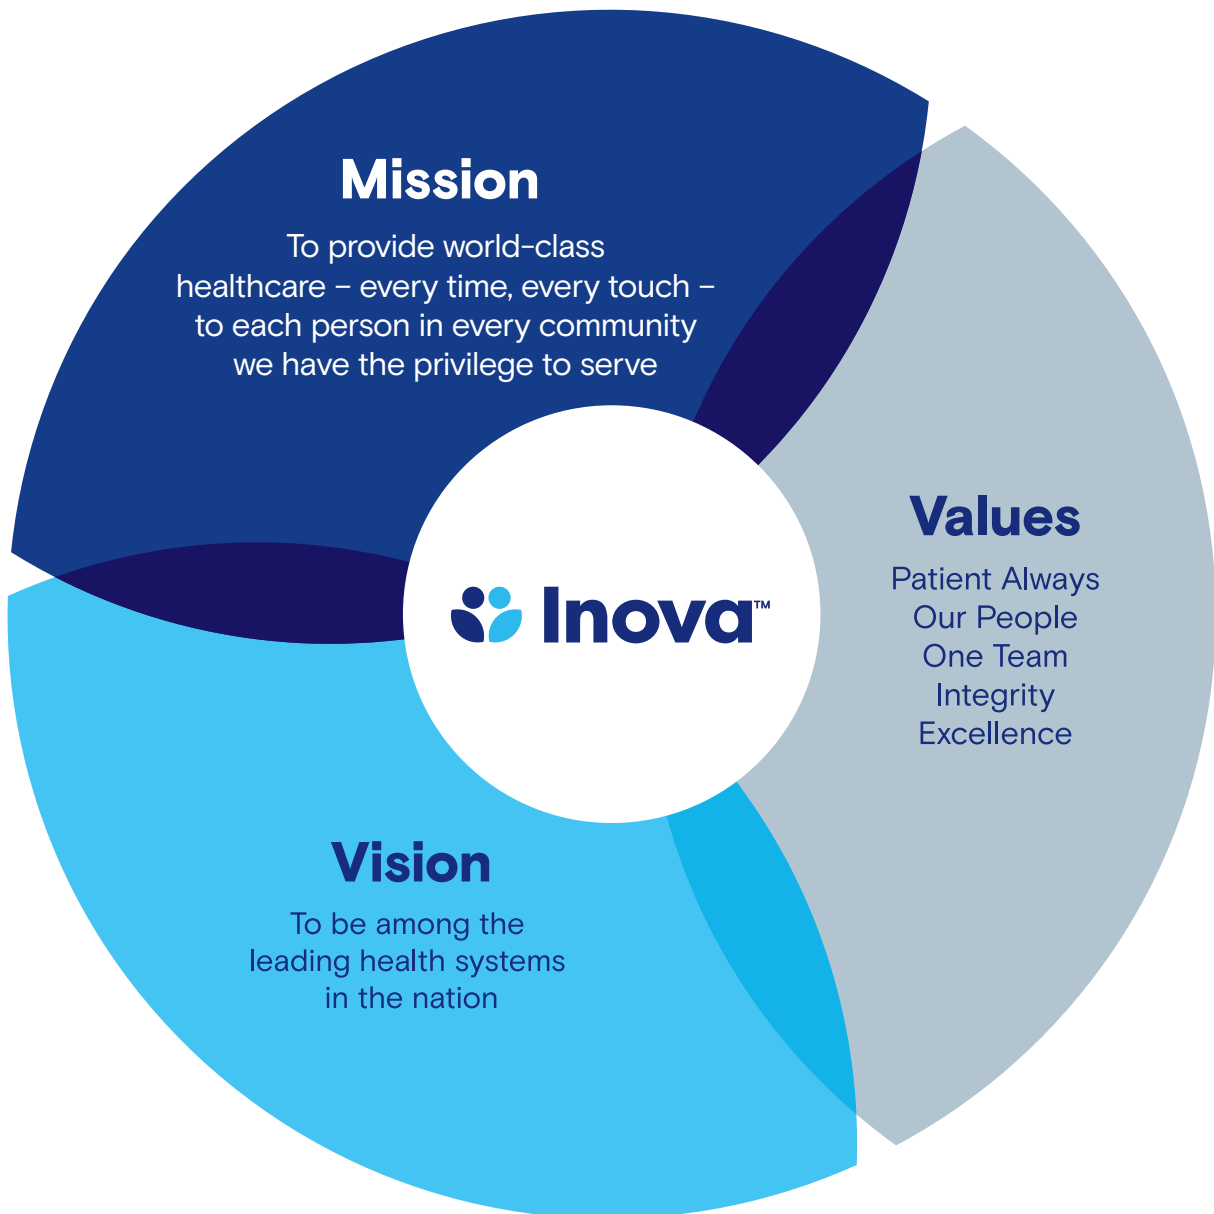 Mission
To provide world-class
healthcare – every time, every touch –
to each person in every community
we have the privilege to serve
Values
Patient Always
Our People
One Team
Integrity
Excellence
Inova™
Vision
To be among the
leading health systems
in the nation